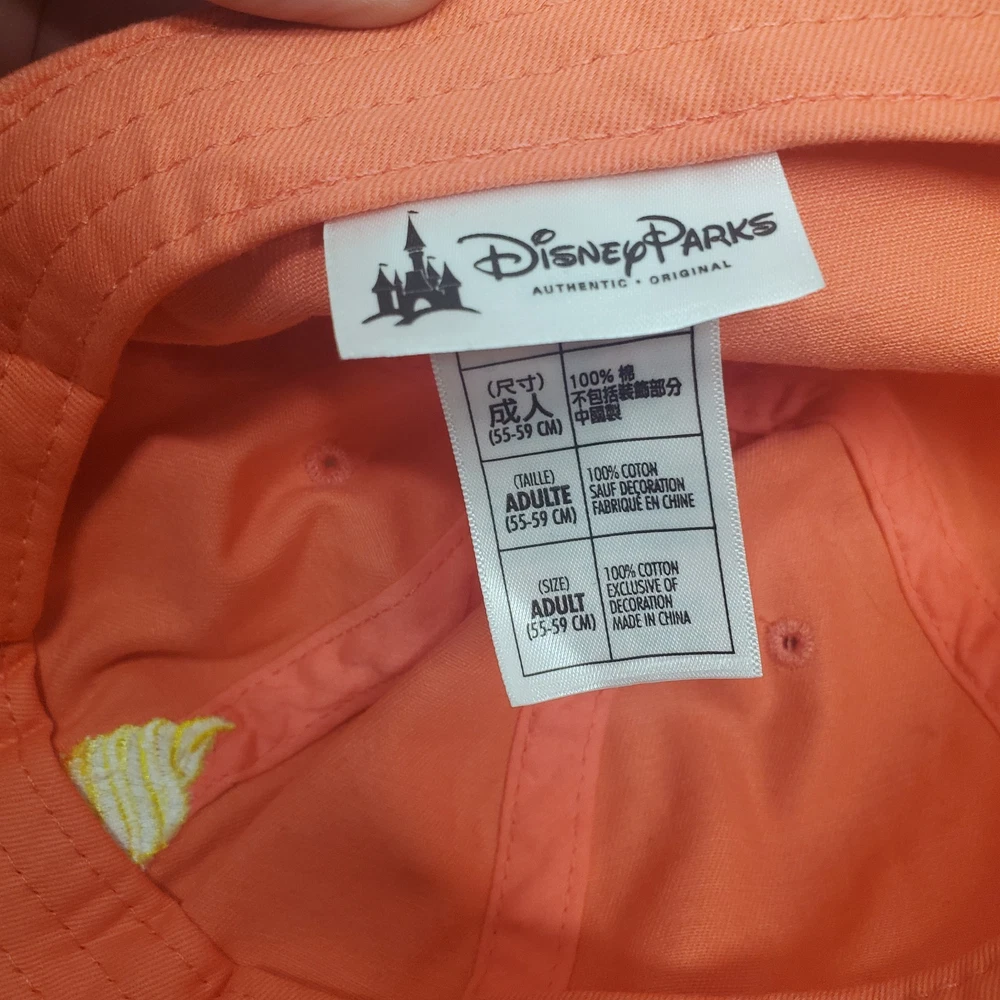 DISNEY PARKS
AUTHENTIC • ORIGINAL
(尺寸)
成人
(55-59 CM)
100% 棉
不包括裝飾部分
中國製
(TAILLE)
ADULTE
(55-59 CM)
100% COTON
SAUF DECORATION
FABRIQUÉ EN CHINE
(SIZE)
ADULT
(55-59 CM)
100% COTTON
EXCLUSIVE OF
DECORATION
MADE IN CHINA